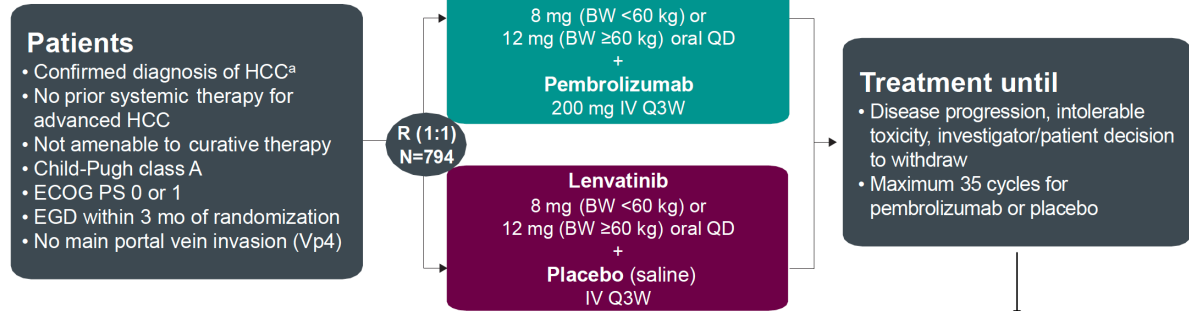 Patients
• Confirmed diagnosis of HCCa
• No prior systemic therapy for
advanced HCC
• Not amenable to curative therapy
• Child-Pugh class A
• ECOG PS 0 or 1
• EGD within 3 mo of randomization
• No main portal vein invasion (Vp4)
R (1:1)
N=794
8 mg (BW <60 kg) or
12 mg (BW ≥60 kg) oral QD
+
Pembrolizumab
200 mg IV Q3W
Lenvatinib
8 mg (BW <60 kg) or
12 mg (BW ≥60 kg) oral QD
+
Placebo (saline)
IV Q3W
Treatment until
• Disease progression, intolerable
toxicity, investigator/patient decision
to withdraw
• Maximum 35 cycles for
pembrolizumab or placebo